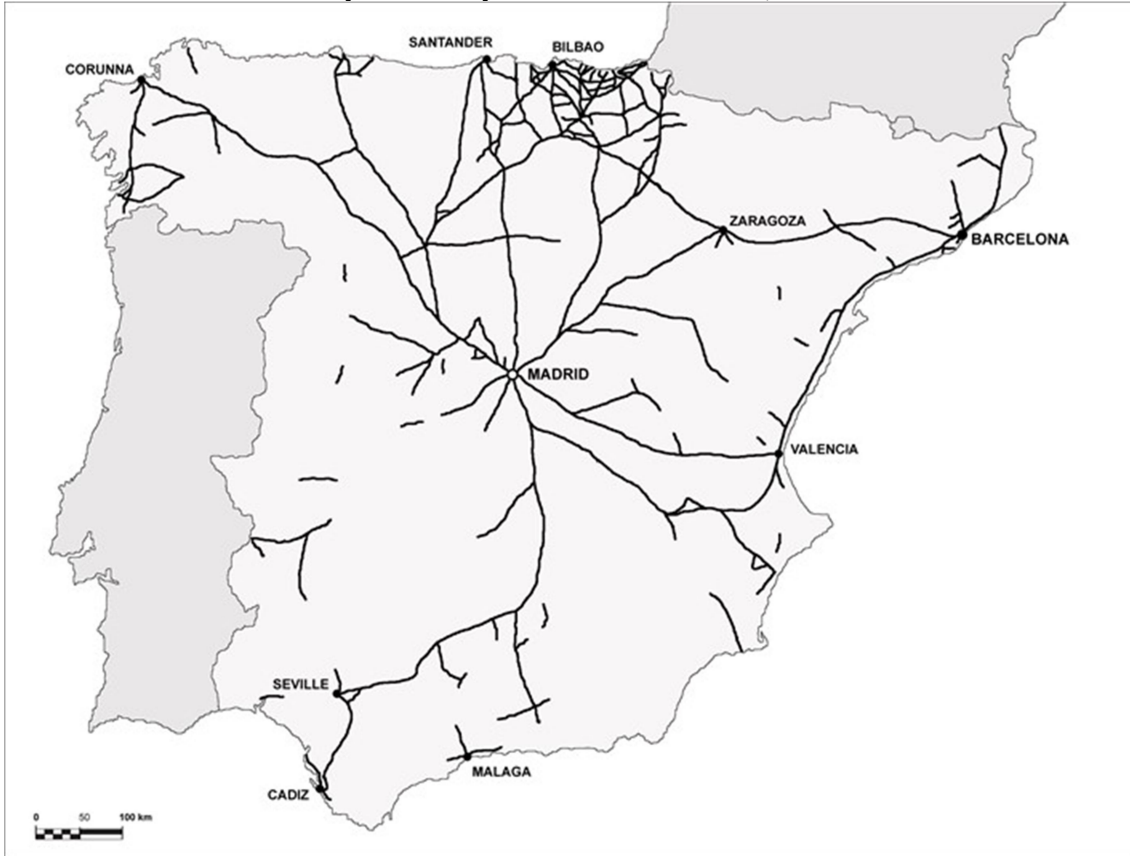 SANTANDER
BILBAO
CORUNNA
ZARAGOZA
BARCELONA
MADRID
VALENCIA
SEVILLE
MALAGA
CADIZ
0 50 100 km